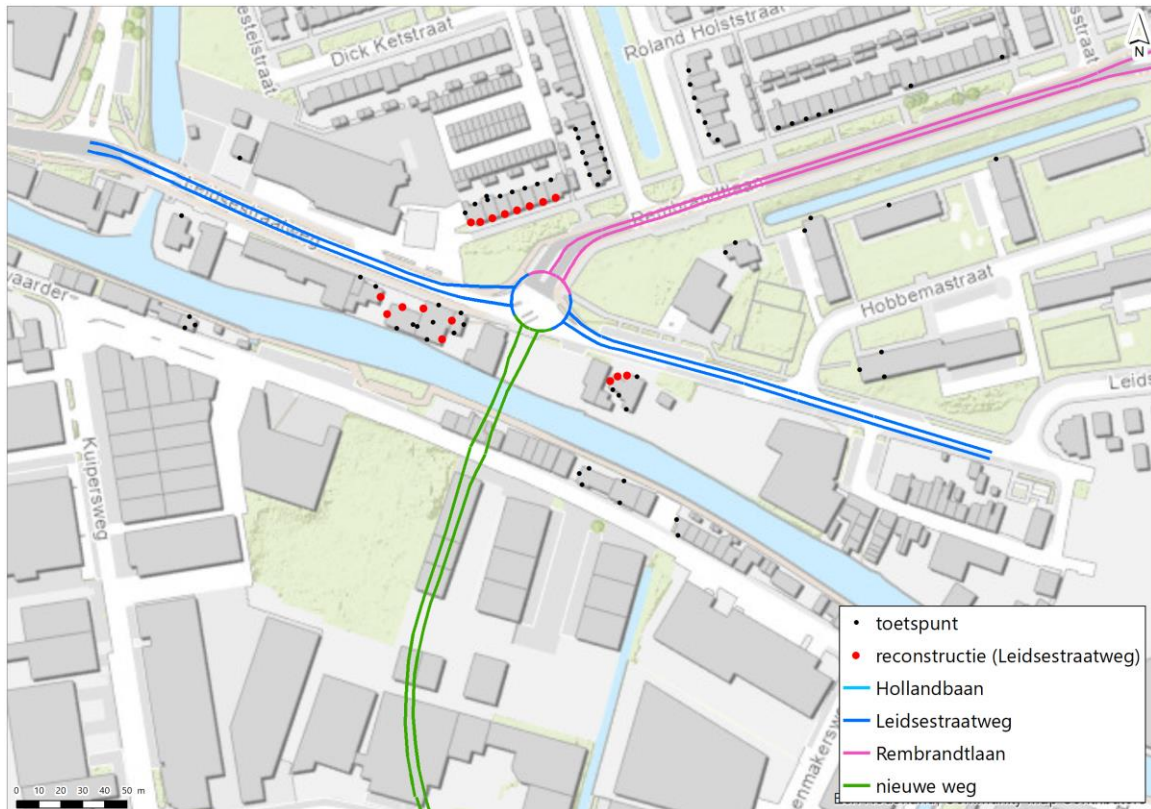 Dick Ketstraat
Roland Holststraat
N
Leidsestraatweg
Hobbemastraat
Kuipersweg
0 10 20 30 40 50 m
toetspunt
reconstructie (Leidsestraatweg)
Hollandbaan
Leidsestraatweg
Rembrandtlaan
nieuwe weg